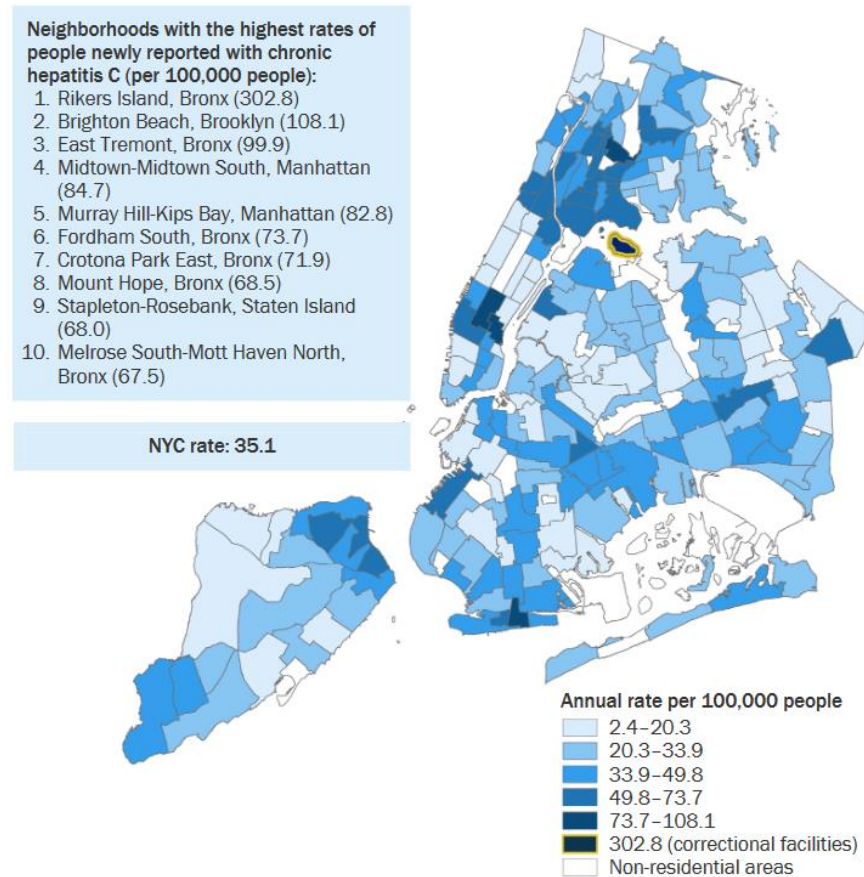 Neighborhoods with the highest rates of
people newly reported with chronic
hepatitis C (per 100,000 people):
1. Rikers Island, Bronx (302.8)
2. Brighton Beach, Brooklyn (108.1)
3. East Tremont, Bronx (99.9)
4. Midtown-Midtown South, Manhattan
(84.7)
5. Murray Hill-Kips Bay, Manhattan (82.8)
6. Fordham South, Bronx (73.7)
7. Crotona Park East, Bronx (71.9)
8. Mount Hope, Bronx (68.5)
9. Stapleton-Rosebank, Staten Island
(68.0)
10. Melrose South-Mott Haven North,
Bronx (67.5)
NYC rate: 35.1
Annual rate per 100,000 people
2.4–20.3
20.3–33.9
33.9–49.8
49.8–73.7
73.7–108.1
302.8 (correctional facilities)
Non-residential areas